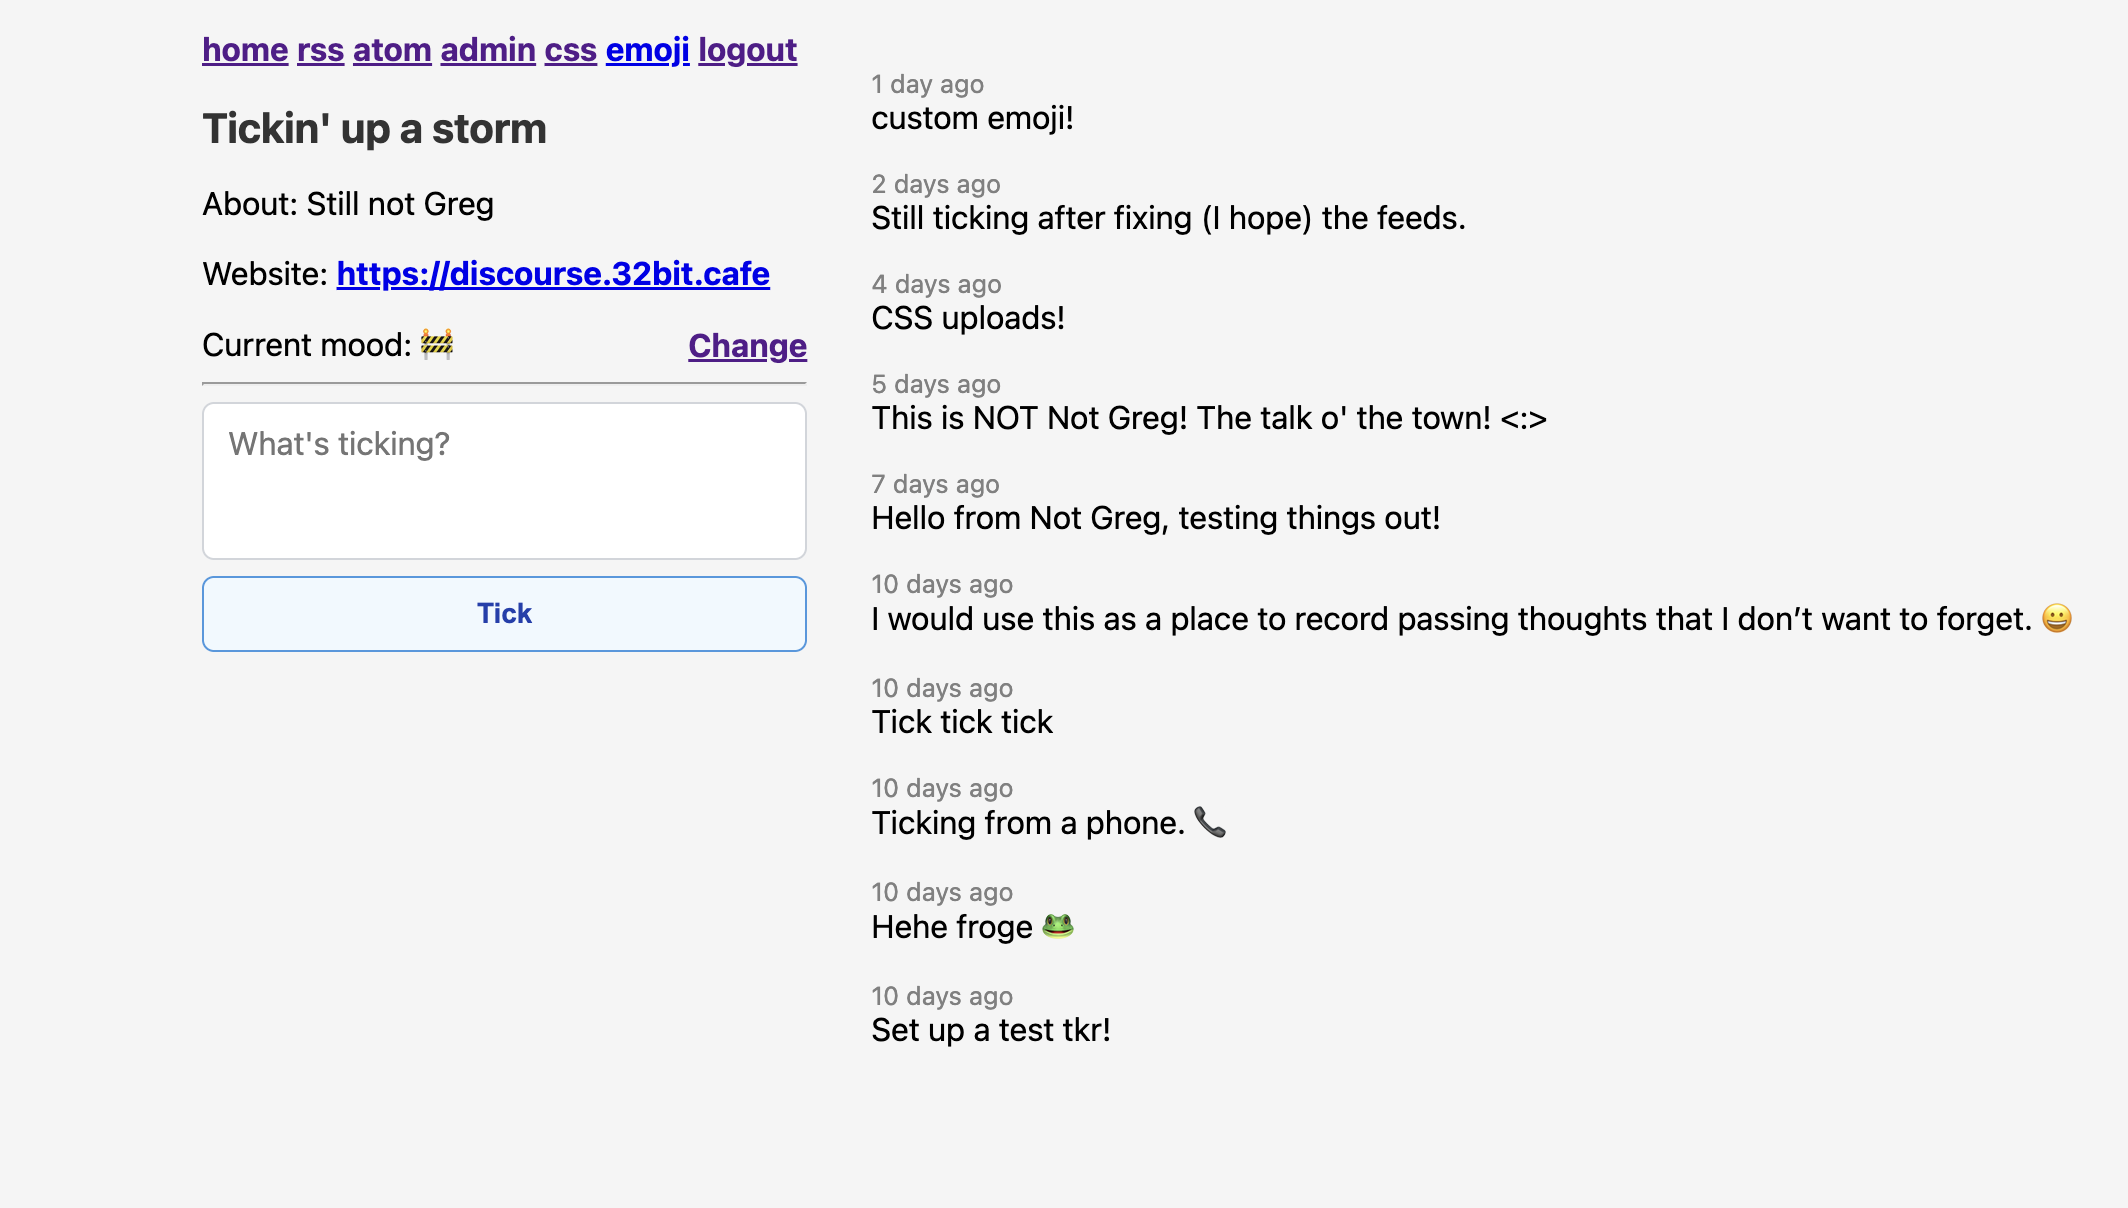 home rss atom admin css emoji logout
Tickin' up a storm
About: Still not Greg
Website: https://discourse.32bit.cafe
Current mood: 🚧 Change
What's ticking?
Tick
1 day ago
custom emoji!
2 days ago
Still ticking after fixing (I hope) the feeds.
4 days ago
CSS uploads!
5 days ago
This is NOT Not Greg! The talk o' the town! <:>
7 days ago
Hello from Not Greg, testing things out!
10 days ago
I would use this as a place to record passing thoughts that I don’t want to forget. 😀
10 days ago
Tick tick tick
10 days ago
Ticking from a phone. 📞
10 days ago
Hehe froge 🐸
10 days ago
Set up a test tkr!